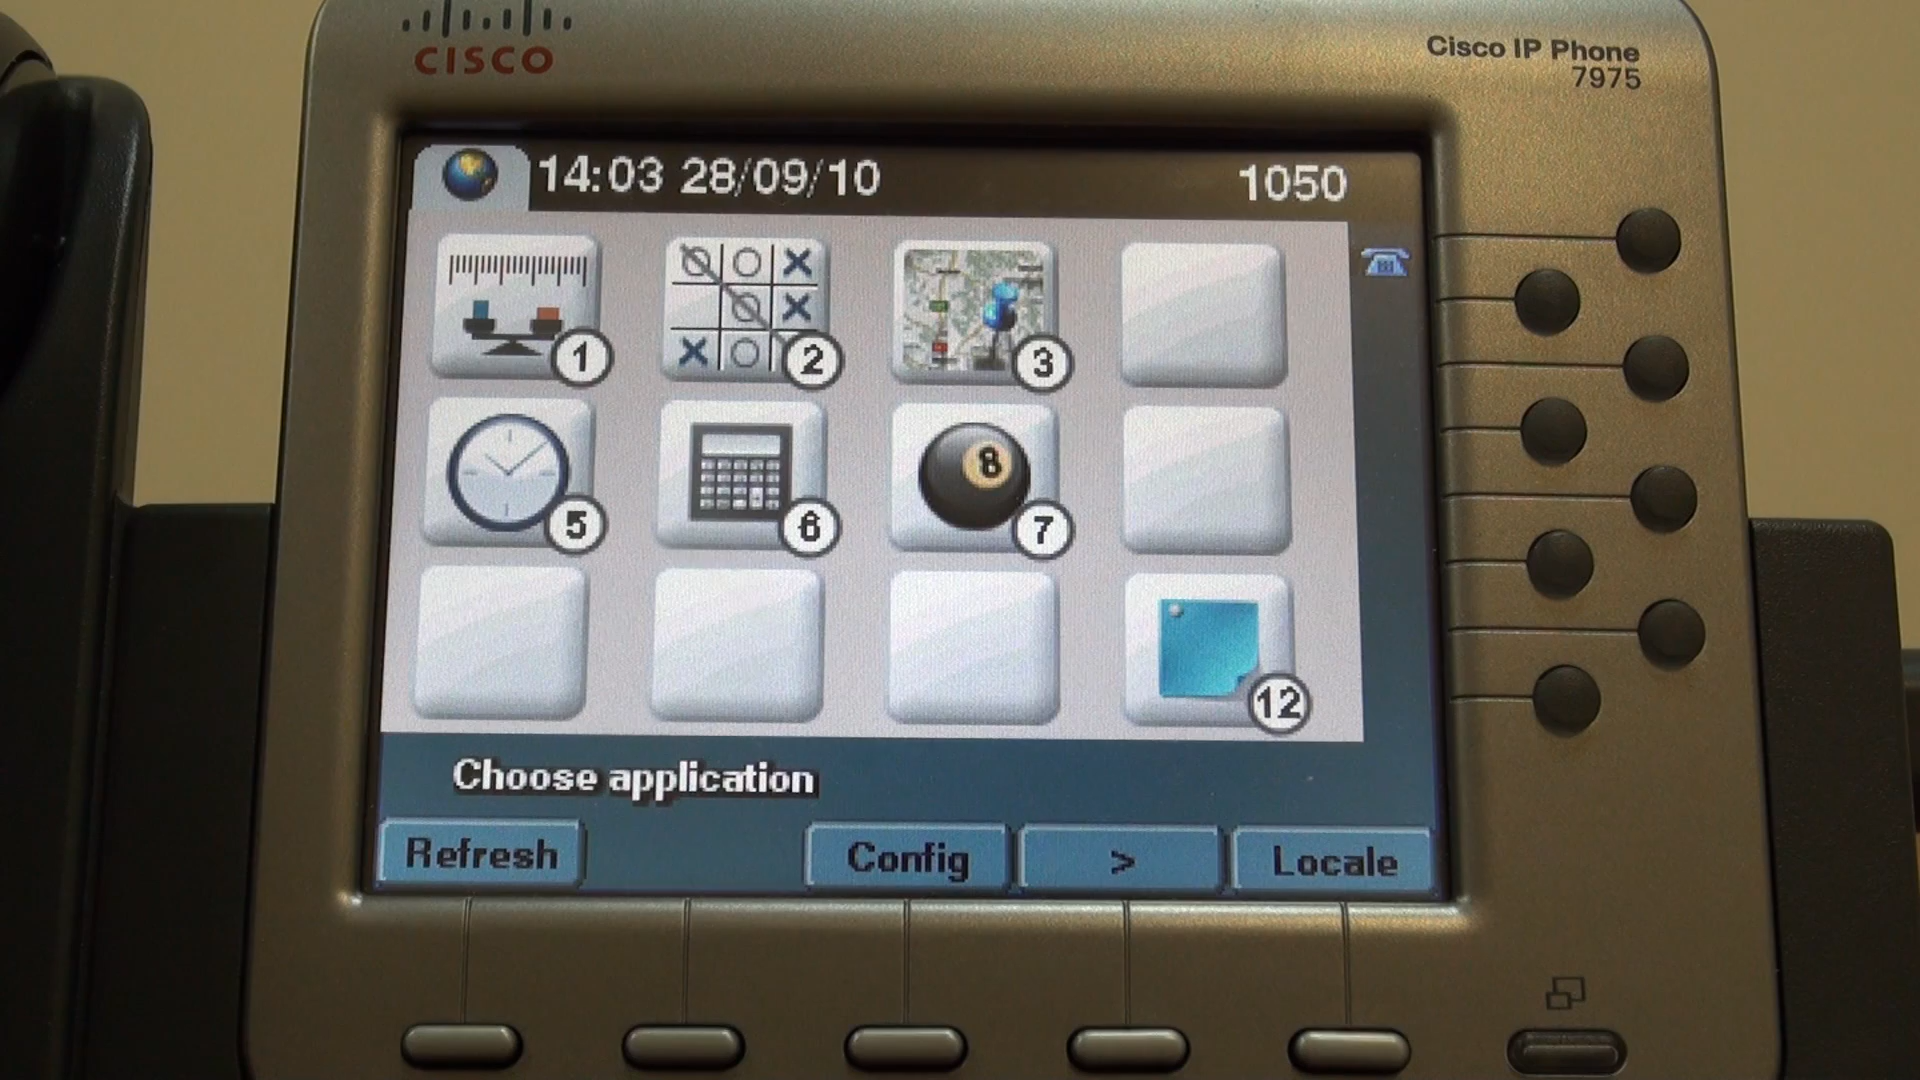 CISCO
Cisco IP Phone
7975
14:03 28/09/10 1050
1 2 3
8
5 6 7
12
Choose application
Refresh Config > Locale